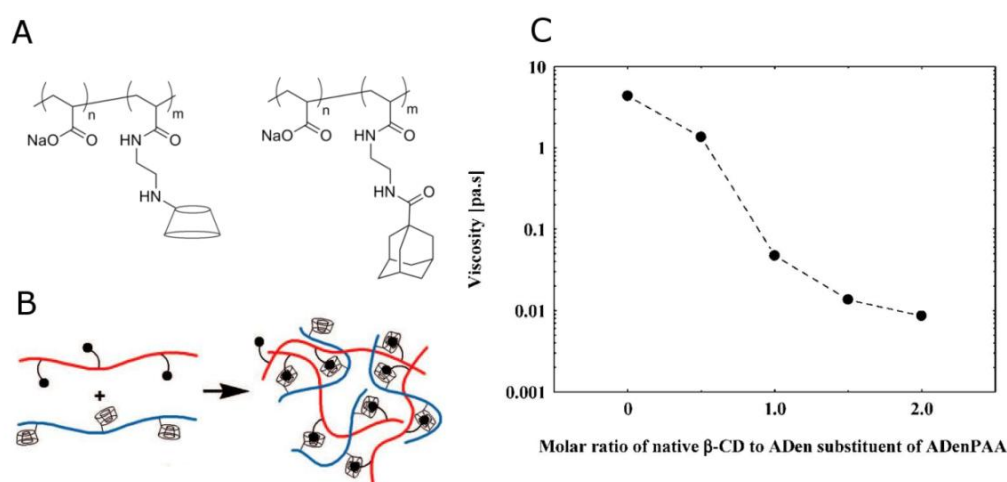 A
NaO
O
n
HN
O
m
HN
NaO
O
n
HN
O
m
HN
O
B
+
C
Viscosity |pa.s|
10
1
0.1
0.01
0.001
0
1.0
2.0
Molar ratio of native β-CD to ADen substituent of ADenPAA